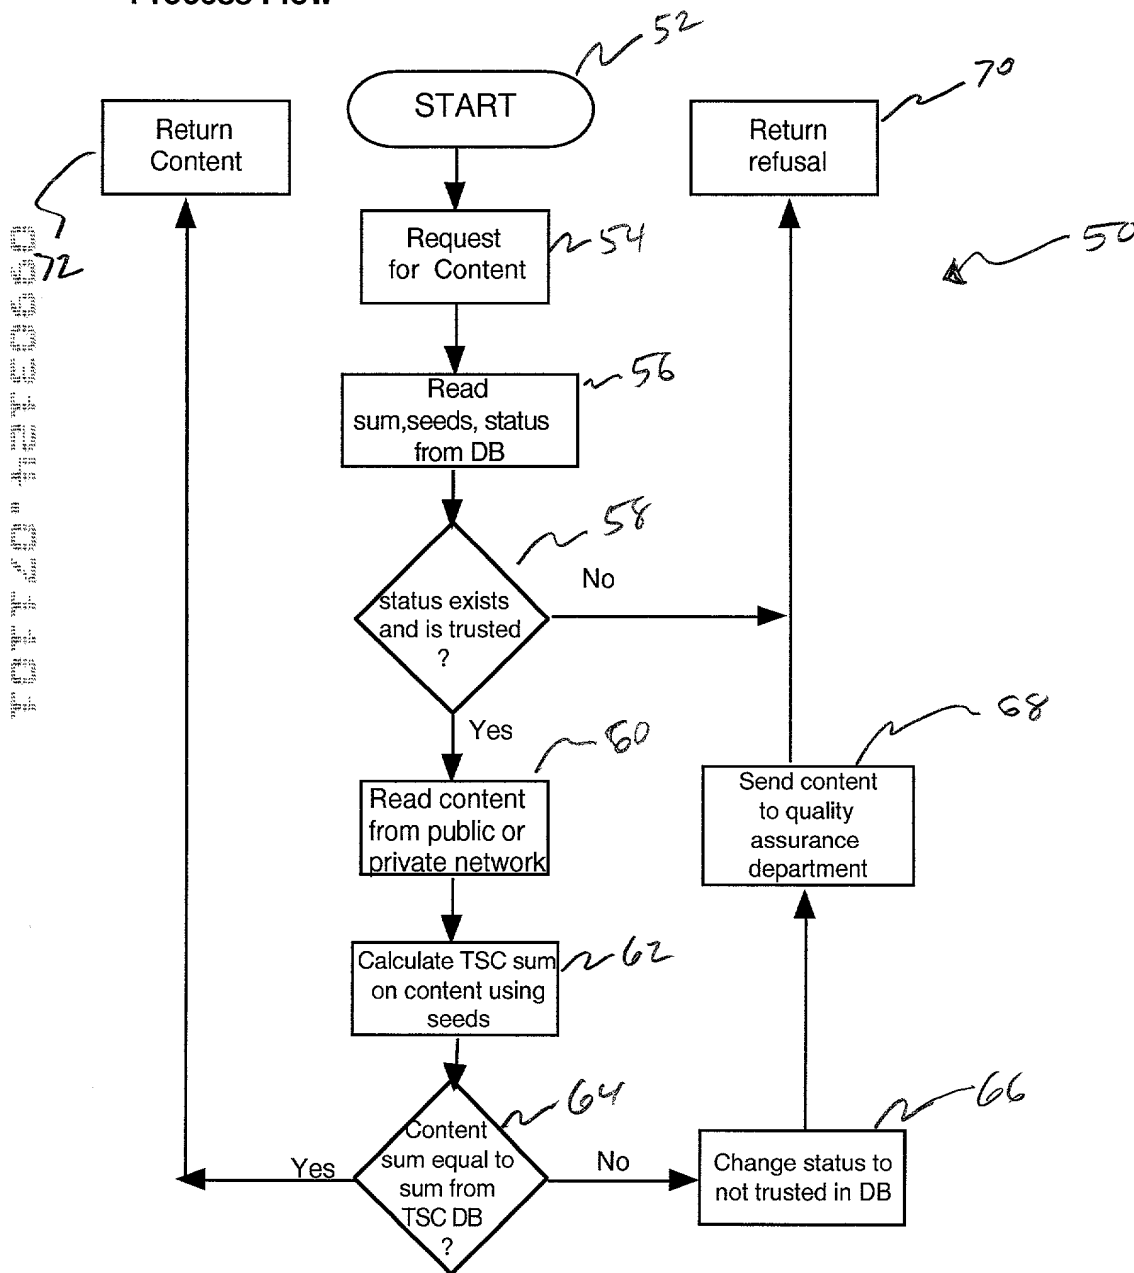 Process Flow
52
START
70
Return
Content
Return
refusal
72
Request
for Content
54
50
Read
sum,seeds, status
from DB
56
58
status exists
and is trusted
?
No
Yes
60
68
Read content
from public or
private network
Send content
to quality
assurance
department
Calculate TSC sum
on content using
seeds
62
64
66
Content
sum equal to
sum from
TSC DB
?
Yes
No
Change status to
not trusted in DB